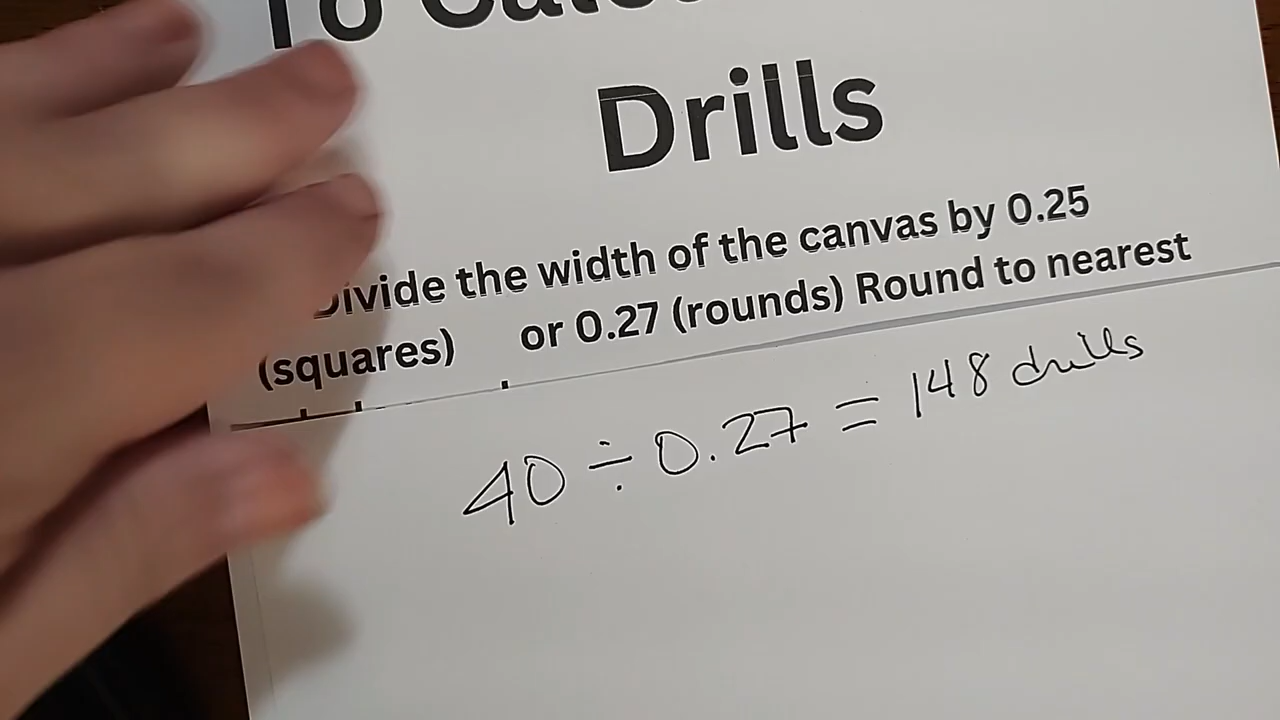 To
Drills
Divide the width of the canvas by 0.25
(squares) or 0.27 (rounds) Round to nearest
40 ÷ 0.27 = 148 drills